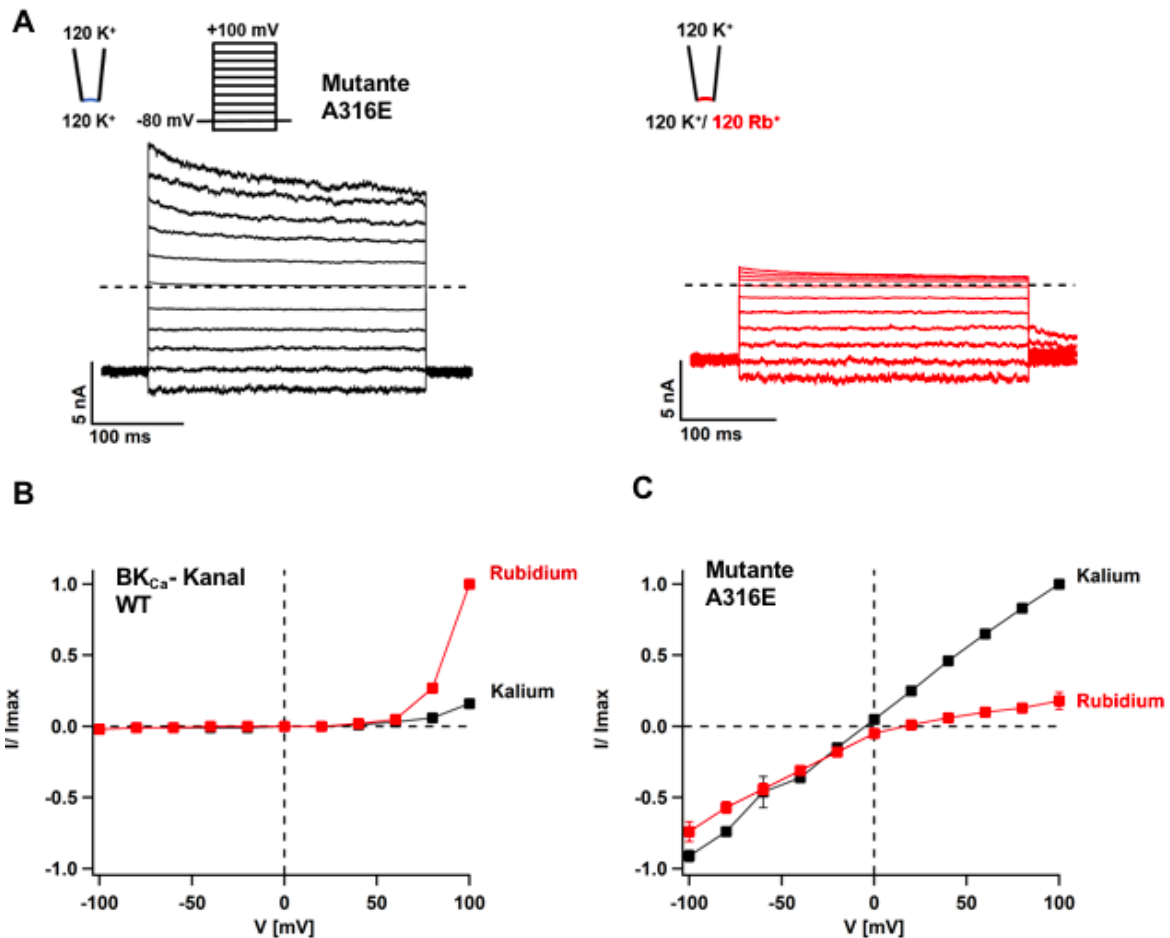 A
120 K⁺
120 K⁺
+100 mV
-80 mV
Mutante
A316E
5 nA
100 ms
120 K⁺
120 K⁺/ 120 Rb⁺
5 nA
100 ms
B
BKCa- Kanal
WT
Rubidium
Kalium
I/ Imax
1.0
0.5
0.0
-0.5
-1.0
-100
-50
0
50
100
V [mV]
C
Mutante
A316E
Kalium
Rubidium
I/ Imax
1.0
0.5
0.0
-0.5
-1.0
-100
-50
0
50
100
V [mV]